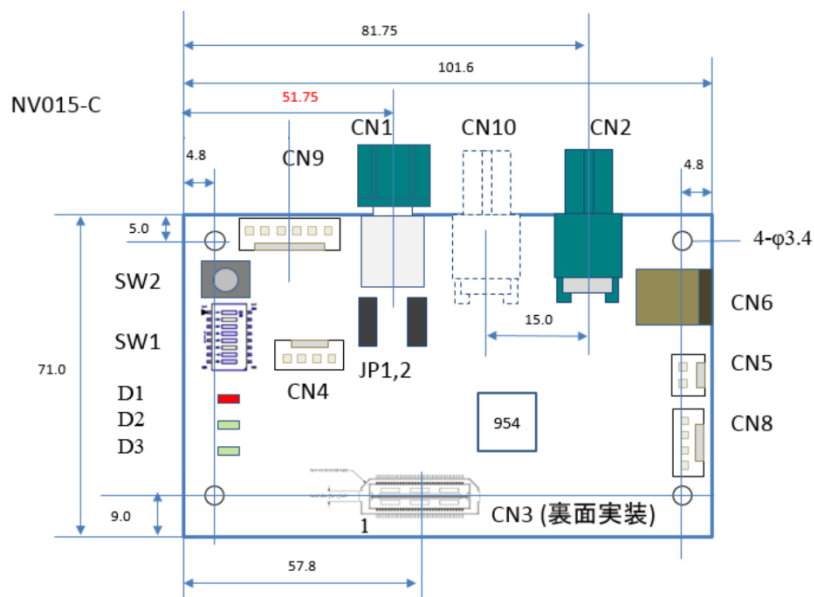 81.75
101.6
51.75
NV015-C
CN1
CN10
CN2
4.8
CN9
4.8
5.0
4-φ3.4
SW2
CN6
15.0
SW1
71.0
JP1,2
CN5
D1
CN4
D2
954
CN8
D3
9.0
1
CN3 (裏面実装)
57.8